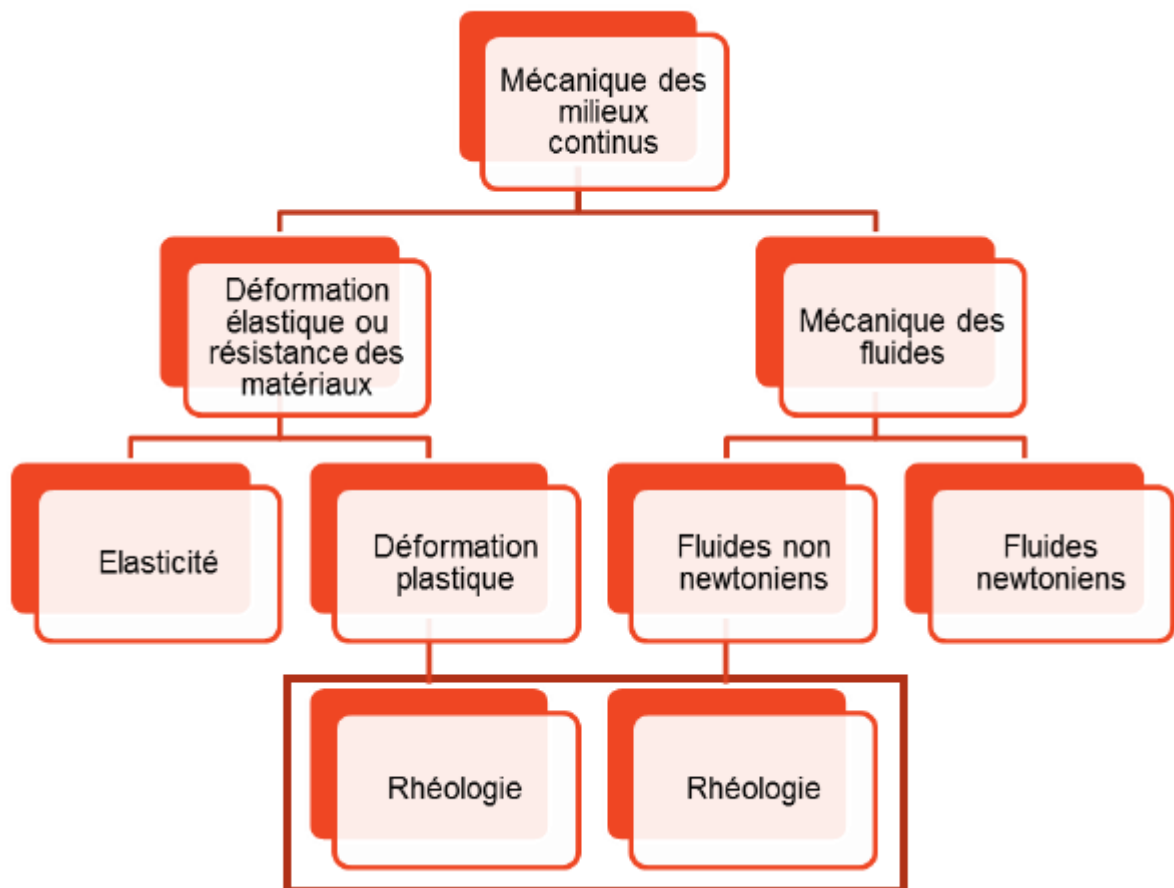 Mécanique des
milieux
continus
Déformation
élastique ou
résistance des
matériaux
Mécanique des
fluides
Elasticité
Déformation
plastique
Fluides non
newtoniens
Fluides
newtoniens
Rhéologie
Rhéologie